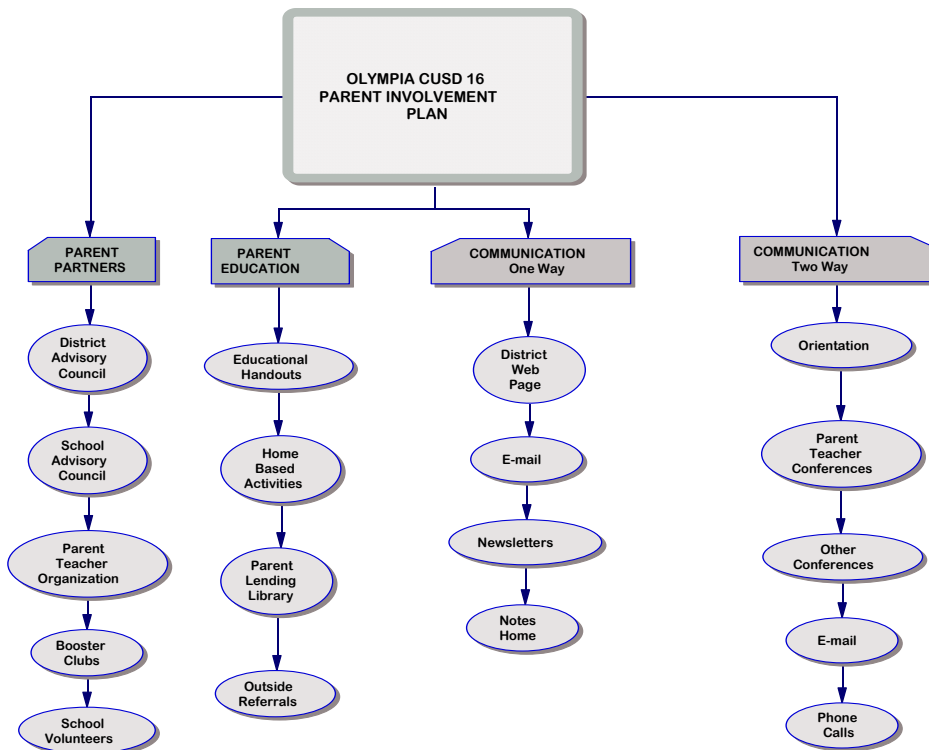 OLYMPIA CUSD 16
PARENT INVOLVEMENT
PLAN
PARENT
PARTNERS
District
Advisory
Council
School
Advisory
Council
Parent
Teacher
Organization
Booster
Clubs
School
Volunteers
PARENT
EDUCATION
Educational
Handouts
Home
Based
Activities
Parent
Lending
Library
Outside
Referrals
COMMUNICATION
One Way
District
Web
Page
E-mail
Newsletters
Notes
Home
COMMUNICATION
Two Way
Orientation
Parent
Teacher
Conferences
Other
Conferences
E-mail
Phone
Calls